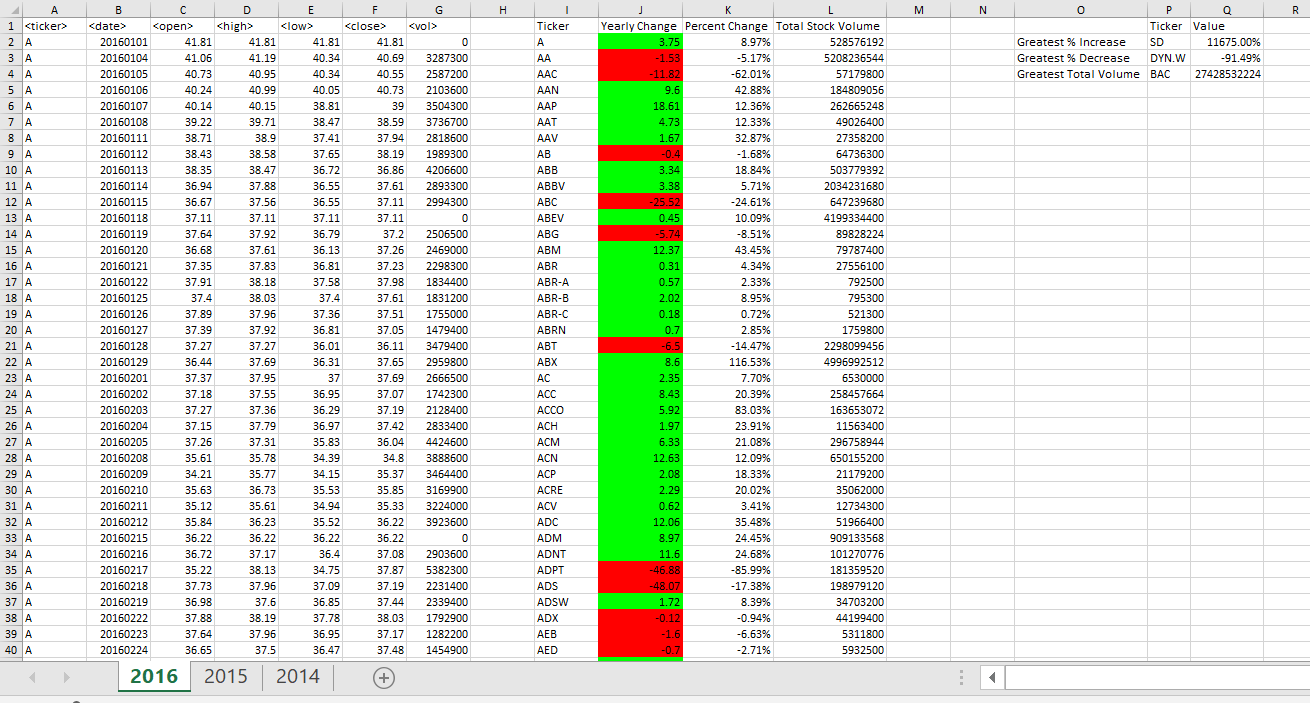 A B C D E F G H I J K L M N O P Q R
1 <ticker> <date> <open> <high> <low> <close> <vol> Ticker Yearly Change Percent Change Total Stock Volume Ticker Value
2 A 20160101 41.81 41.81 41.81 41.81 0 A 3.75 8.97% 528576192 Greatest % Increase SD 11675.00%
3 A 20160104 41.06 41.19 40.34 40.69 3287300 AA -1.53 -5.17% 5208236544 Greatest % Decrease DYN.W -91.49%
4 A 20160105 40.73 40.95 40.34 40.55 2587200 AAC -11.82 -62.01% 57179800 Greatest Total Volume BAC 27428532224
5 A 20160106 40.24 40.99 40.05 40.73 2103600 AAN 9.6 42.88% 184809056
6 A 20160107 40.14 40.15 38.81 39 3504300 AAP 18.61 12.36% 262665248
7 A 20160108 39.22 39.71 38.47 38.59 3736700 AAT 4.73 12.33% 49026400
8 A 20160111 38.71 38.9 37.41 37.94 2818600 AAV 1.67 32.87% 27358200
9 A 20160112 38.43 38.58 37.65 38.19 1989300 AB -0.4 -1.68% 64736300
10 A 20160113 38.35 38.47 36.72 36.86 4206600 ABB 3.34 18.84% 503779392
11 A 20160114 36.94 37.88 36.55 37.61 2893300 ABBV 3.38 5.71% 2034231680
12 A 20160115 36.67 37.56 36.55 37.11 2994300 ABC -25.52 -24.61% 647239680
13 A 20160118 37.11 37.11 37.11 37.11 0 ABEV 0.45 10.09% 4199334400
14 A 20160119 37.64 37.92 36.79 37.2 2506500 ABG -5.74 -8.51% 89828224
15 A 20160120 36.68 37.61 36.13 37.26 2469000 ABM 12.37 43.45% 79787400
16 A 20160121 37.35 37.83 36.81 37.23 2298300 ABR 0.31 4.34% 27556100
17 A 20160122 37.91 38.18 37.58 37.98 1834400 ABR-A 0.57 2.33% 792500
18 A 20160125 37.4 38.03 37.4 37.61 1831200 ABR-B 2.02 8.95% 795300
19 A 20160126 37.89 37.96 37.36 37.51 1755000 ABR-C 0.18 0.72% 521300
20 A 20160127 37.39 37.92 36.81 37.05 1479400 ABRN 0.7 2.85% 1759800
21 A 20160128 37.27 37.27 36.01 36.11 3479400 ABT -6.5 -14.47% 2298099456
22 A 20160129 36.44 37.69 36.31 37.65 2959800 ABX 8.6 116.53% 4996992512
23 A 20160201 37.37 37.95 37 37.69 2666500 AC 2.35 7.70% 6530000
24 A 20160202 37.18 37.55 36.95 37.07 1742300 ACC 8.43 20.39% 258457664
25 A 20160203 37.27 37.36 36.29 37.19 2128400 ACCO 5.92 83.03% 163653072
26 A 20160204 37.15 37.79 36.97 37.42 2833400 ACH 1.97 23.91% 11563400
27 A 20160205 37.26 37.31 35.83 36.04 4424600 ACM 6.33 21.08% 296758944
28 A 20160208 35.61 35.78 34.39 34.8 3888600 ACN 12.63 12.09% 650155200
29 A 20160209 34.21 35.77 34.15 35.37 3464400 ACP 2.08 18.33% 21179200
30 A 20160210 35.63 36.73 35.53 35.85 3169900 ACRE 2.29 20.02% 35062000
31 A 20160211 35.12 35.61 34.94 35.33 3224000 ACV 0.62 3.41% 12734300
32 A 20160212 35.84 36.23 35.52 36.22 3923600 ADC 12.06 35.48% 51966400
33 A 20160215 36.22 36.22 36.22 36.22 0 ADM 8.97 24.45% 909133568
34 A 20160216 36.72 37.17 36.4 37.08 2903600 ADNT 11.6 24.68% 101270776
35 A 20160217 35.22 38.13 34.75 37.87 5382300 ADPT -46.88 -85.99% 181359520
36 A 20160218 37.73 37.96 37.09 37.19 2231400 ADS -48.07 -17.38% 198979120
37 A 20160219 36.98 37.6 36.85 37.44 2339400 ADSW 1.72 8.39% 34703200
38 A 20160222 37.88 38.19 37.78 38.03 1792900 ADX -0.12 -0.94% 44199400
39 A 20160223 37.64 37.96 36.95 37.17 1282200 AEB -1.6 -6.63% 5311800
40 A 20160224 36.65 37.5 36.47 37.48 1454900 AED -0.7 -2.71% 5932500
2016 2015 2014